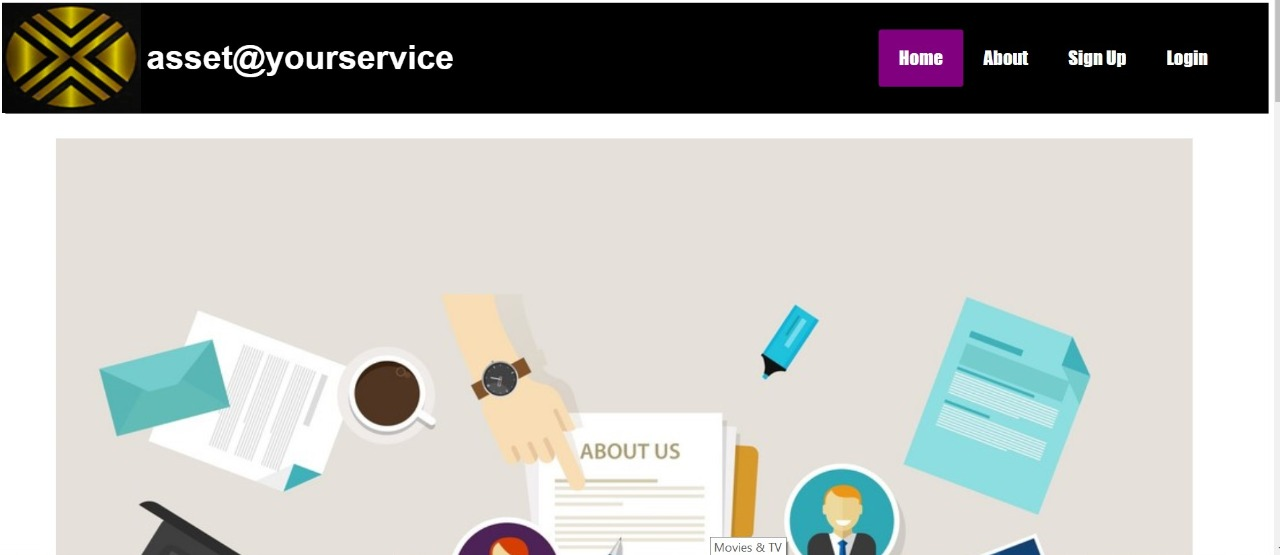 asset@yourservice
Home About Sign Up Login
ABOUT US
Movies & TV